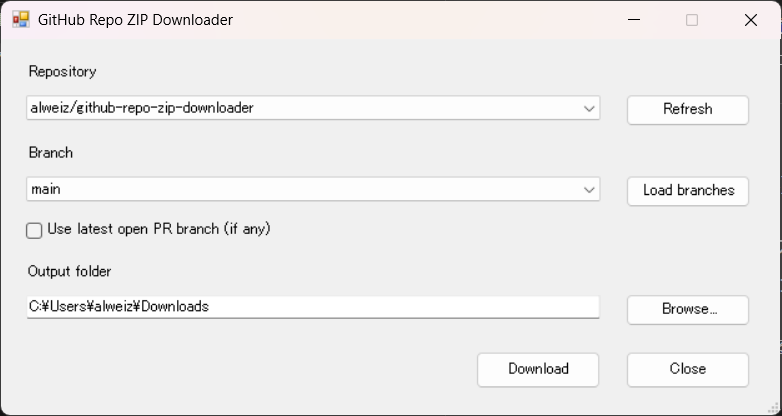 GitHub Repo ZIP Downloader
Repository
alweiz/github-repo-zip-downloader
Refresh
Branch
main
Load branches
Use latest open PR branch (if any)
Output folder
C:¥Users¥alweiz¥Downloads
Browse...
Download
Close